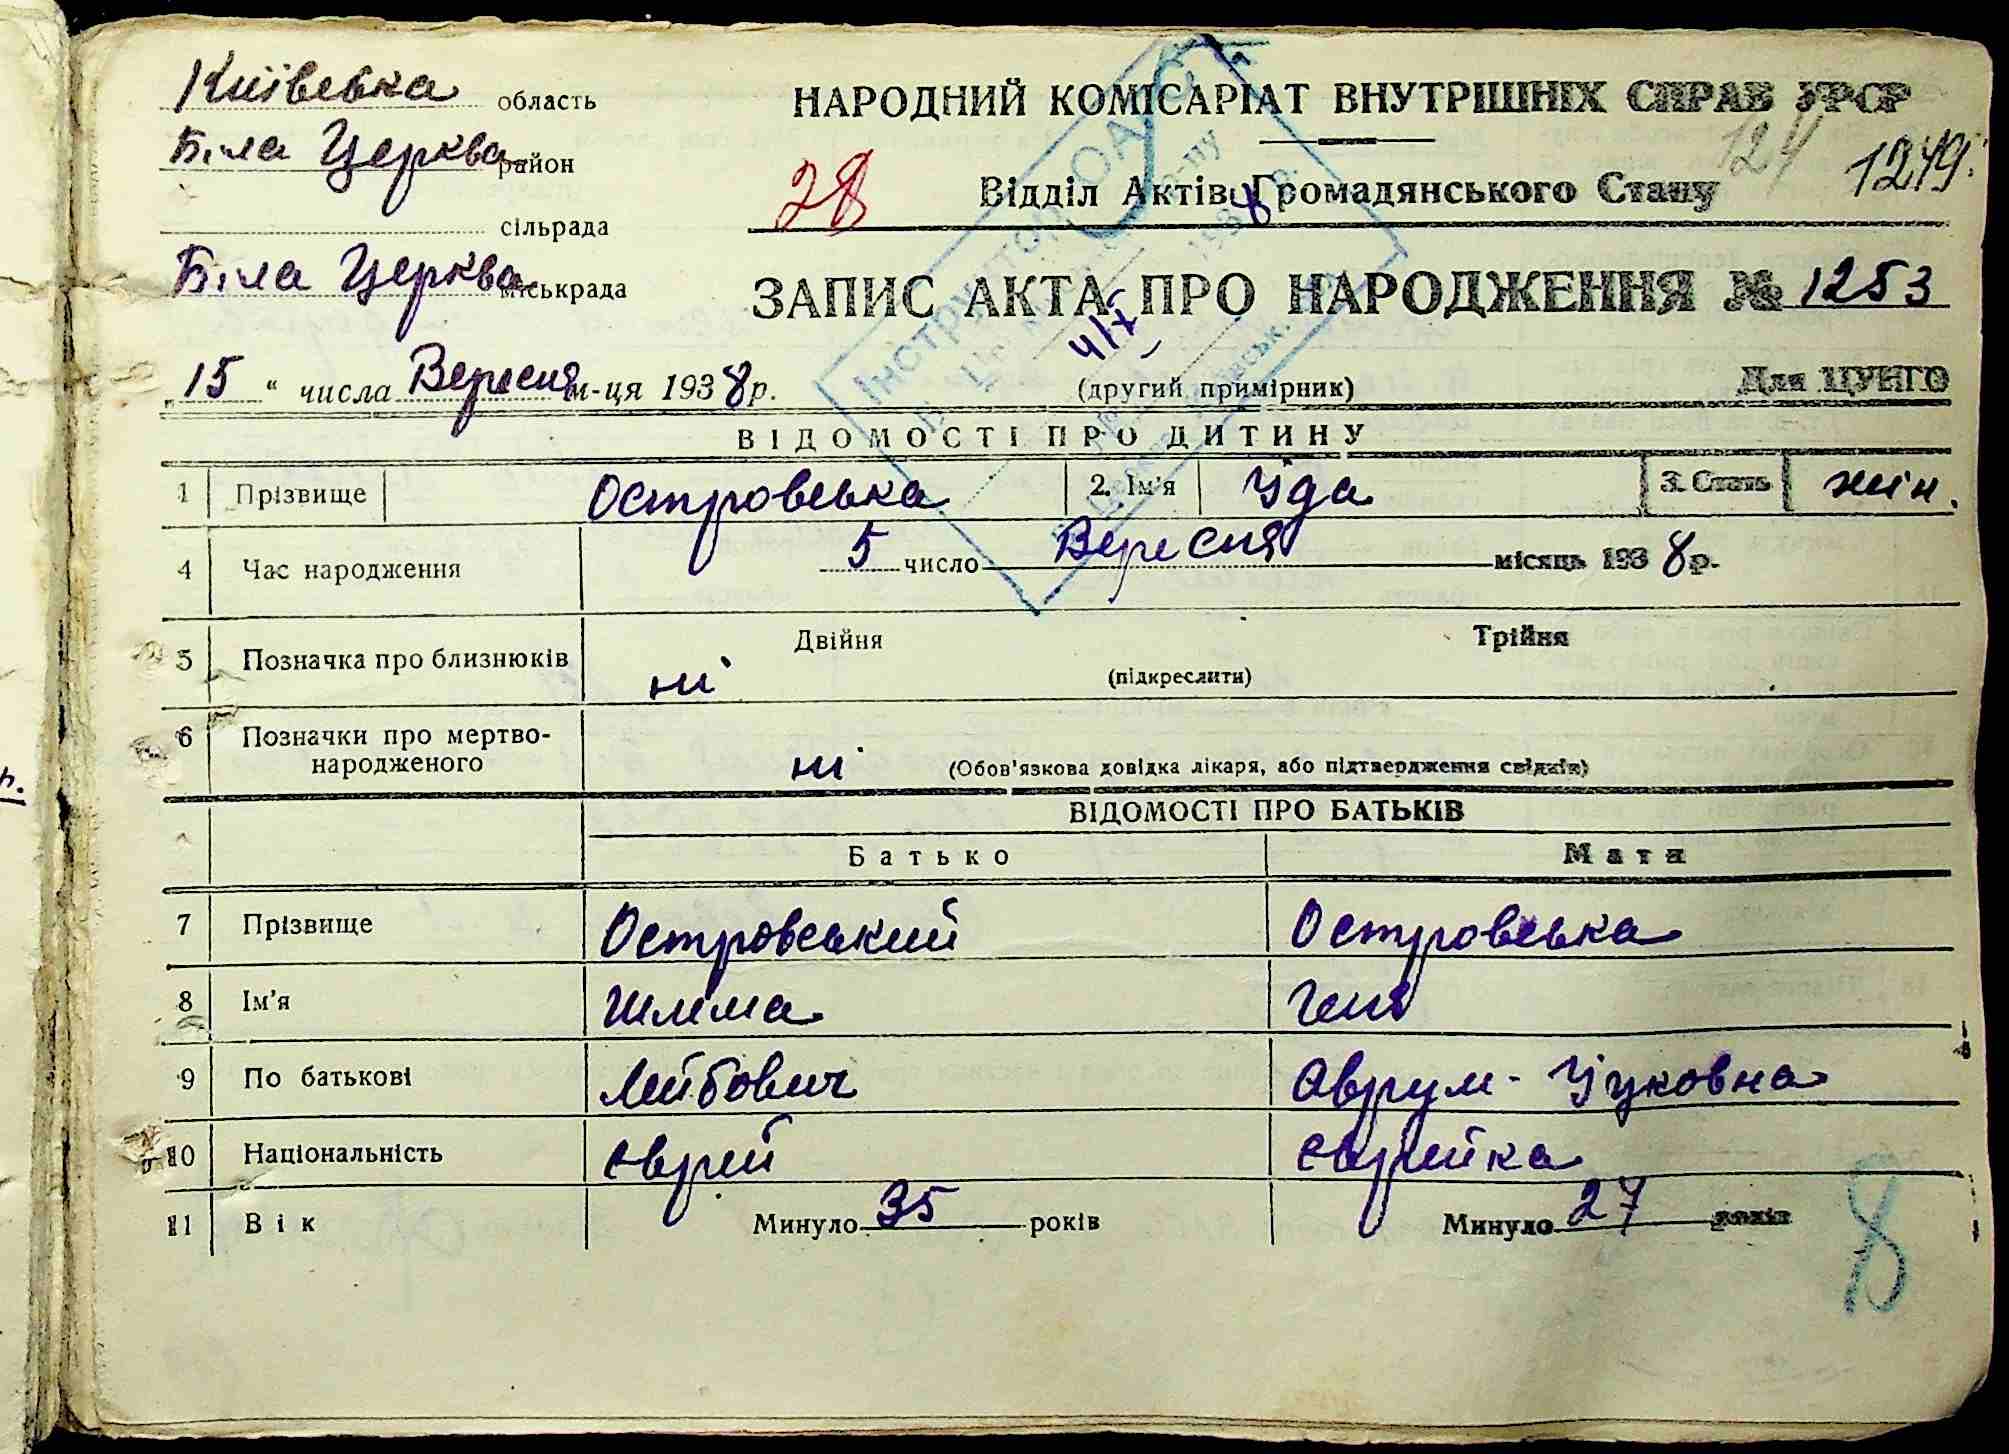 Київська область
Біла Церква район
сільрада
Біла Церква міськрада
НАРОДНИЙ КОМІСАРІАТ ВНУТРІШНІХ СПРАВ УРСР
124 1249
28
Відділ Актів Громадянського Стану
ЗАПИС АКТА ПРО НАРОДЖЕННЯ № 1253
4/X
„ 15 “ числа Вересня м-ця 1938 р. (другий примірник) Для ЦУНГО
Інструктор
ВІДОМОСТІ ПРО ДИТИНУ
1 Прізвище Островська 2. Ім'я Іда 3. Стать жін.
4 Час народження 5 число Вересня місяць 1938 р.
5 Позначка про близнюків ні Двійня Трійня
(підкреслити)
6 Позначки про мертво-
народженого ні (Обов'язкова довідка лікаря, або підтвердження свідків)
ВІДОМОСТІ ПРО БАТЬКІВ
Батько Мати
7 Прізвище Островський Островська
8 Ім'я Шлема Геня
9 По батькові Лейбович Аврум-Іцковна
10 Національність єврей єврейка
11 Вік Минуло 35 років Минуло 27 років
8